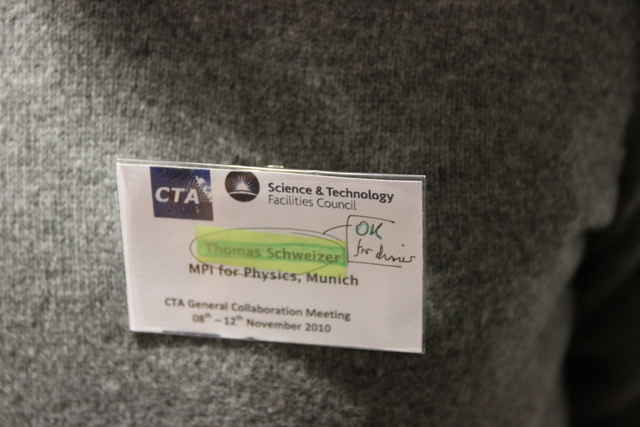 CTA
Science & Technology
Facilities Council
OK
for dinner
Thomas Schweizer
MPI for Physics, Munich
CTA General Collaboration Meeting
08th – 12th November 2010